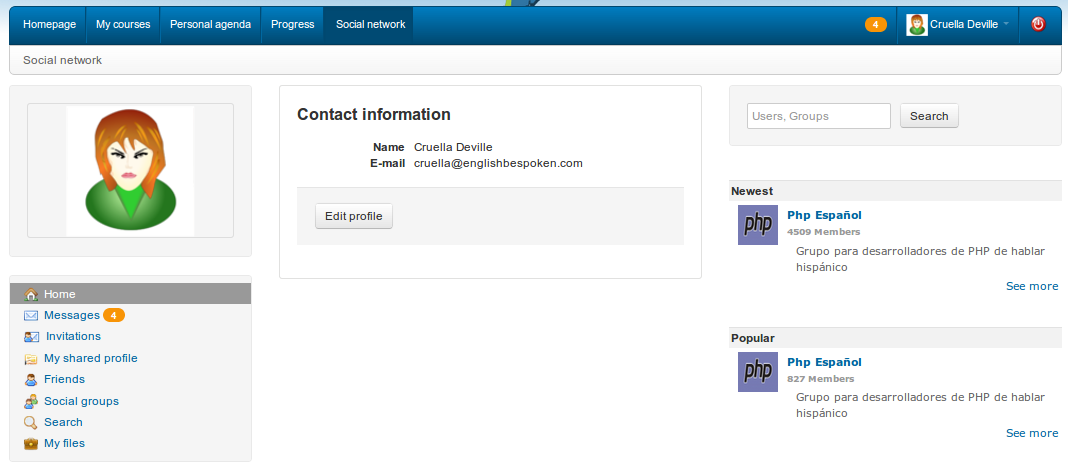 Homepage
My courses
Personal agenda
Progress
Social network
4
Cruella Deville
Social network
Home
Messages 4
Invitations
My shared profile
Friends
Social groups
Search
My files
Contact information
Name Cruella Deville
E-mail cruella@englishbespoken.com
Edit profile
Users, Groups
Search
Newest
php
Php Español
4509 Members
Grupo para desarrolladores de PHP de hablar
hispánico
See more
Popular
php
Php Español
827 Members
Grupo para desarrolladores de PHP de hablar
hispánico
See more